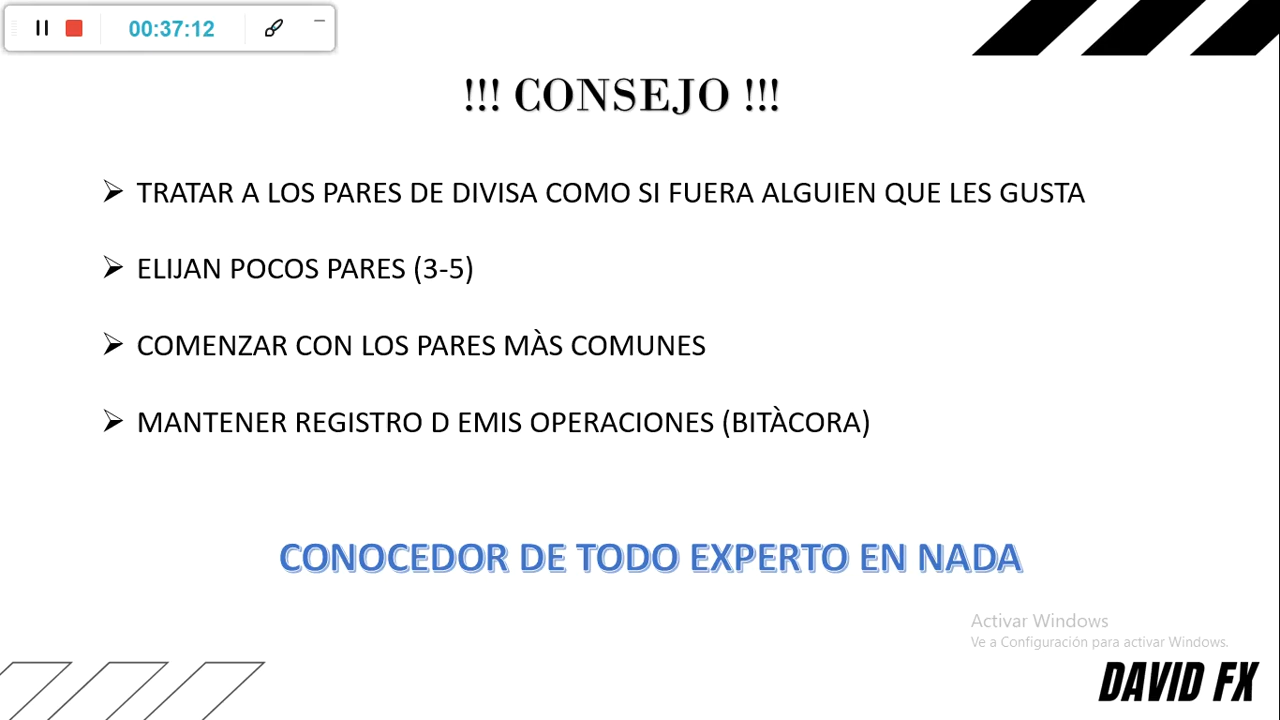 00:37:12
!!! CONSEJO !!!
TRATAR A LOS PARES DE DIVISA COMO SI FUERA ALGUIEN QUE LES GUSTA
ELIJAN POCOS PARES (3-5)
COMENZAR CON LOS PARES MÀS COMUNES
MANTENER REGISTRO D EMIS OPERACIONES (BITÀCORA)
CONOCEDOR DE TODO EXPERTO EN NADA
Activar Windows
Ve a Configuración para activar Windows.
DAVID FX